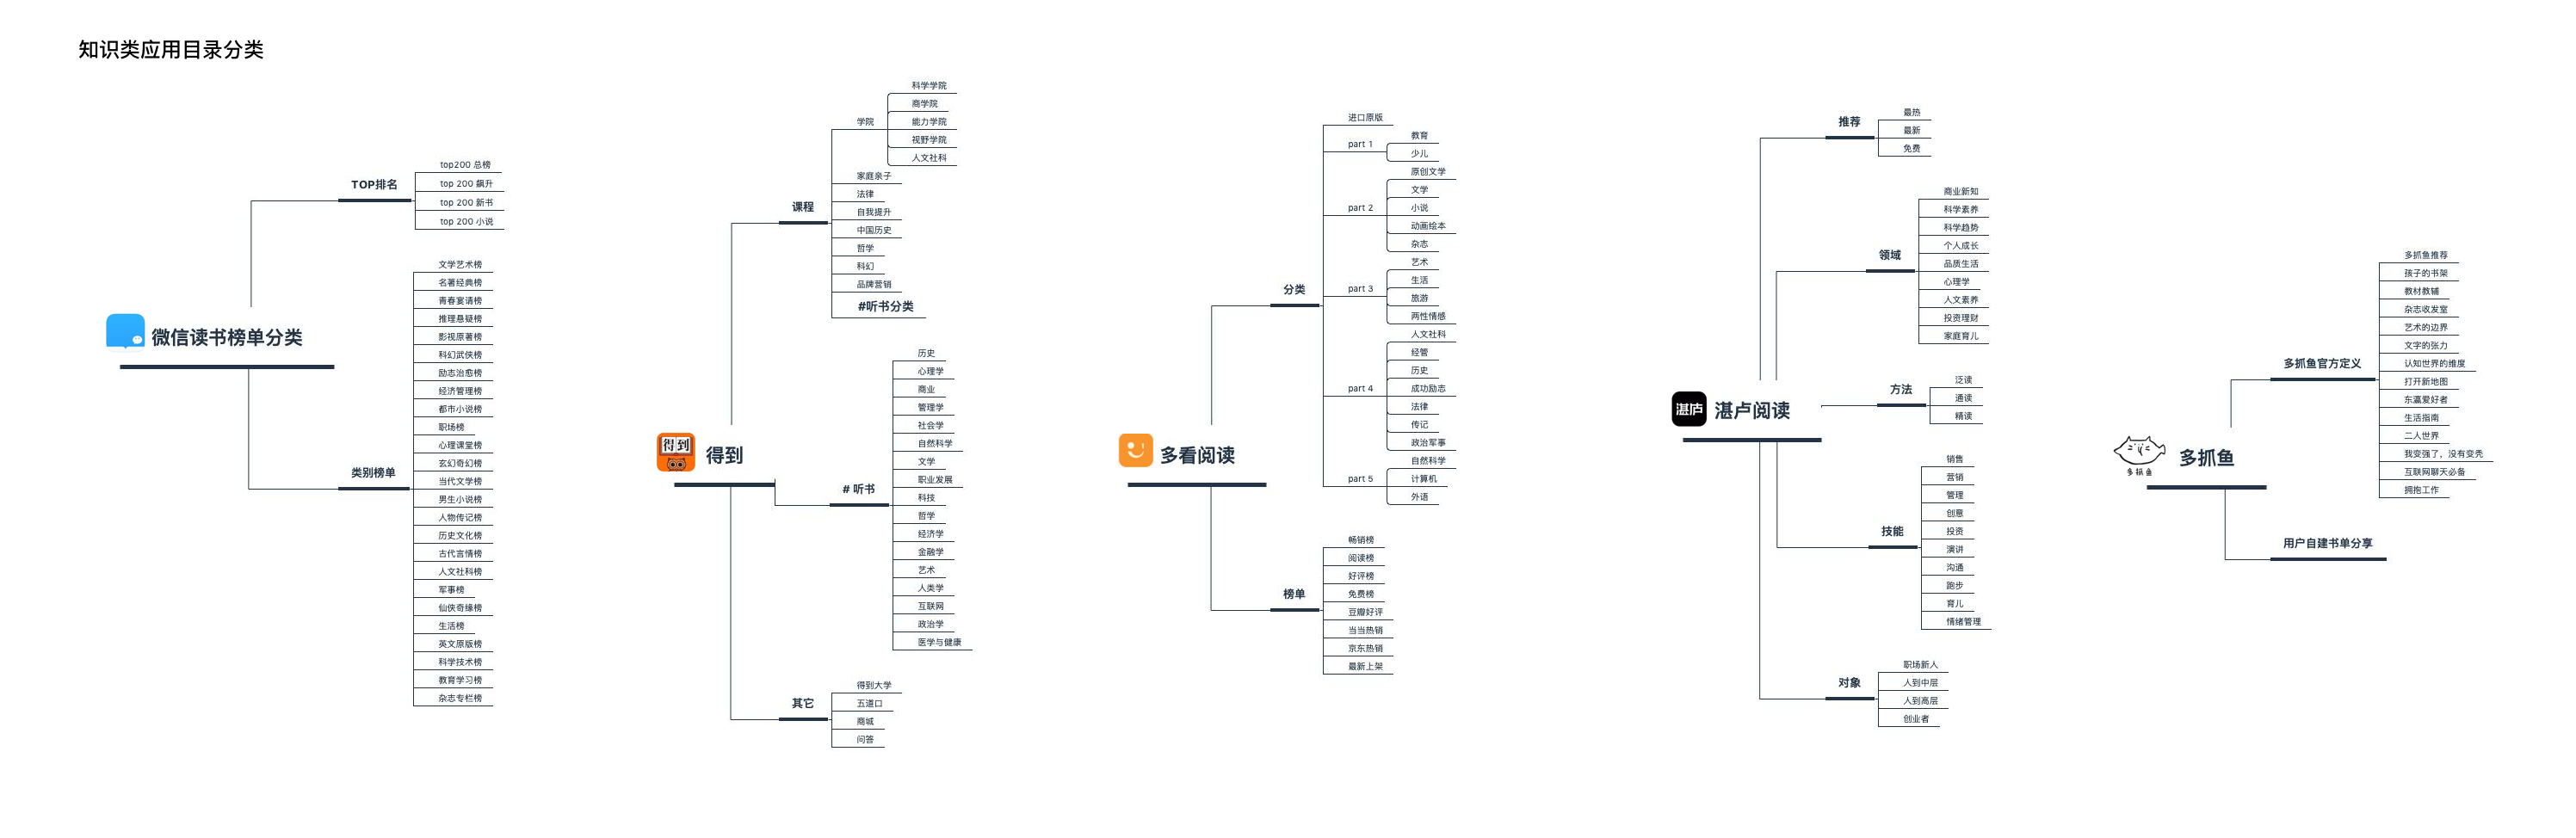 知识类应用目录分类
微信读书榜单分类
TOP排名
top200 总榜
top 200 飙升
top 200 新书
top 200 小说
类别榜单
文学艺术榜
名著经典榜
青春宴请榜
推理悬疑榜
影视原著榜
科幻武侠榜
励志治愈榜
经济管理榜
都市小说榜
职场榜
心理课堂榜
玄幻奇幻榜
当代文学榜
男生小说榜
人物传记榜
历史文化榜
古代言情榜
人文社科榜
军事榜
仙侠奇缘榜
生活榜
英文原版榜
科学技术榜
教育学习榜
杂志专栏榜
得到
得到
课程
学院
科学学院
商学院
能力学院
视野学院
人文社科
家庭亲子
法律
自我提升
中国历史
哲学
科幻
品牌营销
#听书分类
# 听书
历史
心理学
商业
管理学
社会学
自然科学
文学
职业发展
科技
哲学
经济学
金融学
艺术
人类学
互联网
政治学
医学与健康
其它
得到大学
五道口
商城
问答
多看阅读
分类
进口原版
part 1
教育
少儿
part 2
原创文学
文学
小说
动画绘本
杂志
part 3
艺术
生活
旅游
两性情感
part 4
人文社科
经管
历史
成功励志
法律
传记
政治军事
part 5
自然科学
计算机
外语
榜单
畅销榜
阅读榜
好评榜
免费榜
豆瓣好评
当当热销
京东热销
最新上架
湛庐
湛卢阅读
推荐
最热
最新
免费
领域
商业新知
科学素养
科学趋势
个人成长
品质生活
心理学
人文素养
投资理财
家庭育儿
方法
泛读
通读
精读
技能
销售
营销
管理
创意
投资
演讲
沟通
跑步
育儿
情绪管理
对象
职场新人
人到中层
人到高层
创业者
多抓鱼
多抓鱼
多抓鱼官方定义
多抓鱼推荐
孩子的书架
教材教辅
杂志收发室
艺术的边界
文字的张力
认知世界的维度
打开新地图
东瀛爱好者
生活指南
二人世界
我变强了，没有变秃
互联网聊天必备
拥抱工作
用户自建书单分享